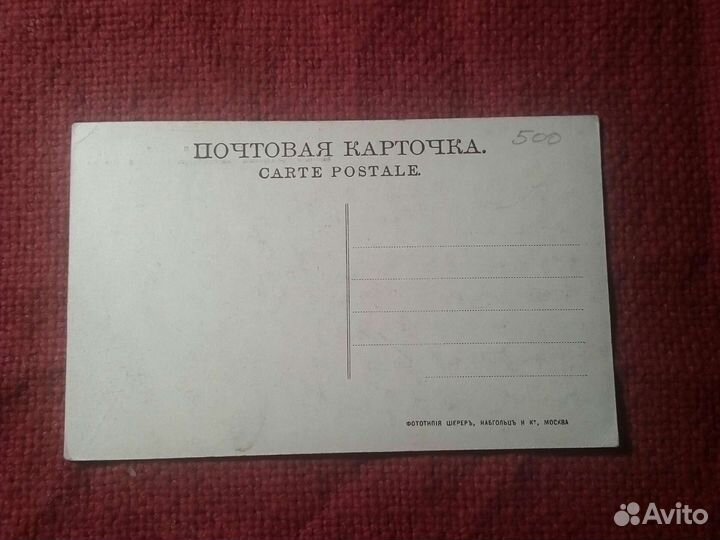 500
ПОЧТОВАЯ КАРТОЧКА.
CARTE POSTALE.
ФОТОТИПІЯ ШЕРЕРЪ, НАБГОЛЬЦЪ И Кº, МОСКВА
Avito